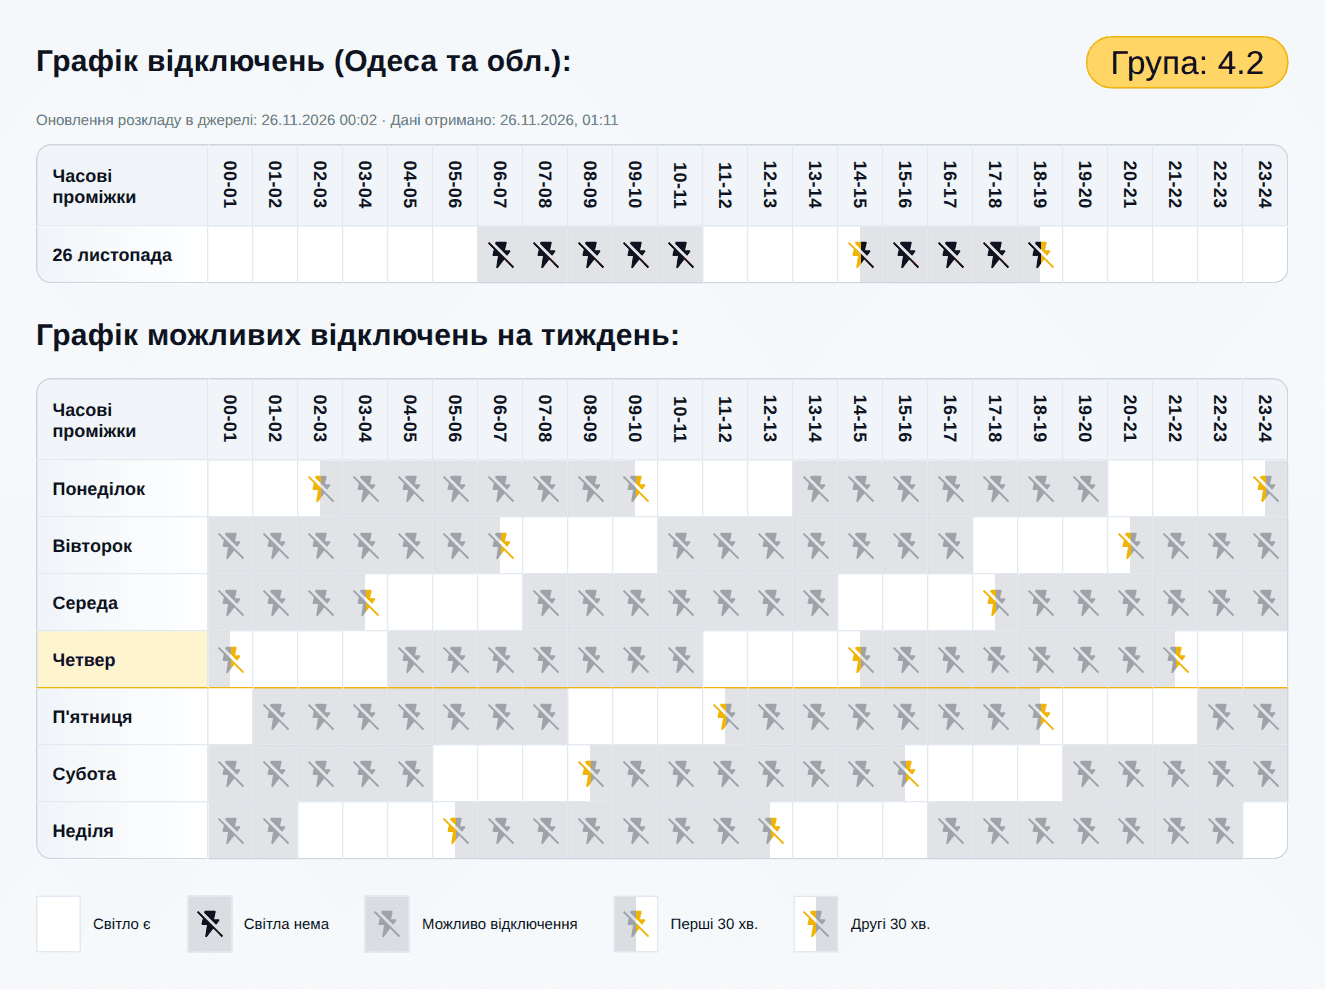 Графік відключень (Одеса та обл.):
Група: 4.2
Оновлення розкладу в джерелі: 26.11.2026 00:02 · Дані отримано: 26.11.2026, 01:11
Часові проміжки 00-01 01-02 02-03 03-04 04-05 05-06 06-07 07-08 08-09 09-10 10-11 11-12 12-13 13-14 14-15 15-16 16-17 17-18 18-19 19-20 20-21 21-22 22-23 23-24
26 листопада
Графік можливих відключень на тиждень:
Часові проміжки 00-01 01-02 02-03 03-04 04-05 05-06 06-07 07-08 08-09 09-10 10-11 11-12 12-13 13-14 14-15 15-16 16-17 17-18 18-19 19-20 20-21 21-22 22-23 23-24
Понеділок
Вівторок
Середа
Четвер
П'ятниця
Субота
Неділя
Світло є Світла нема Можливо відключення Перші 30 хв. Другі 30 хв.